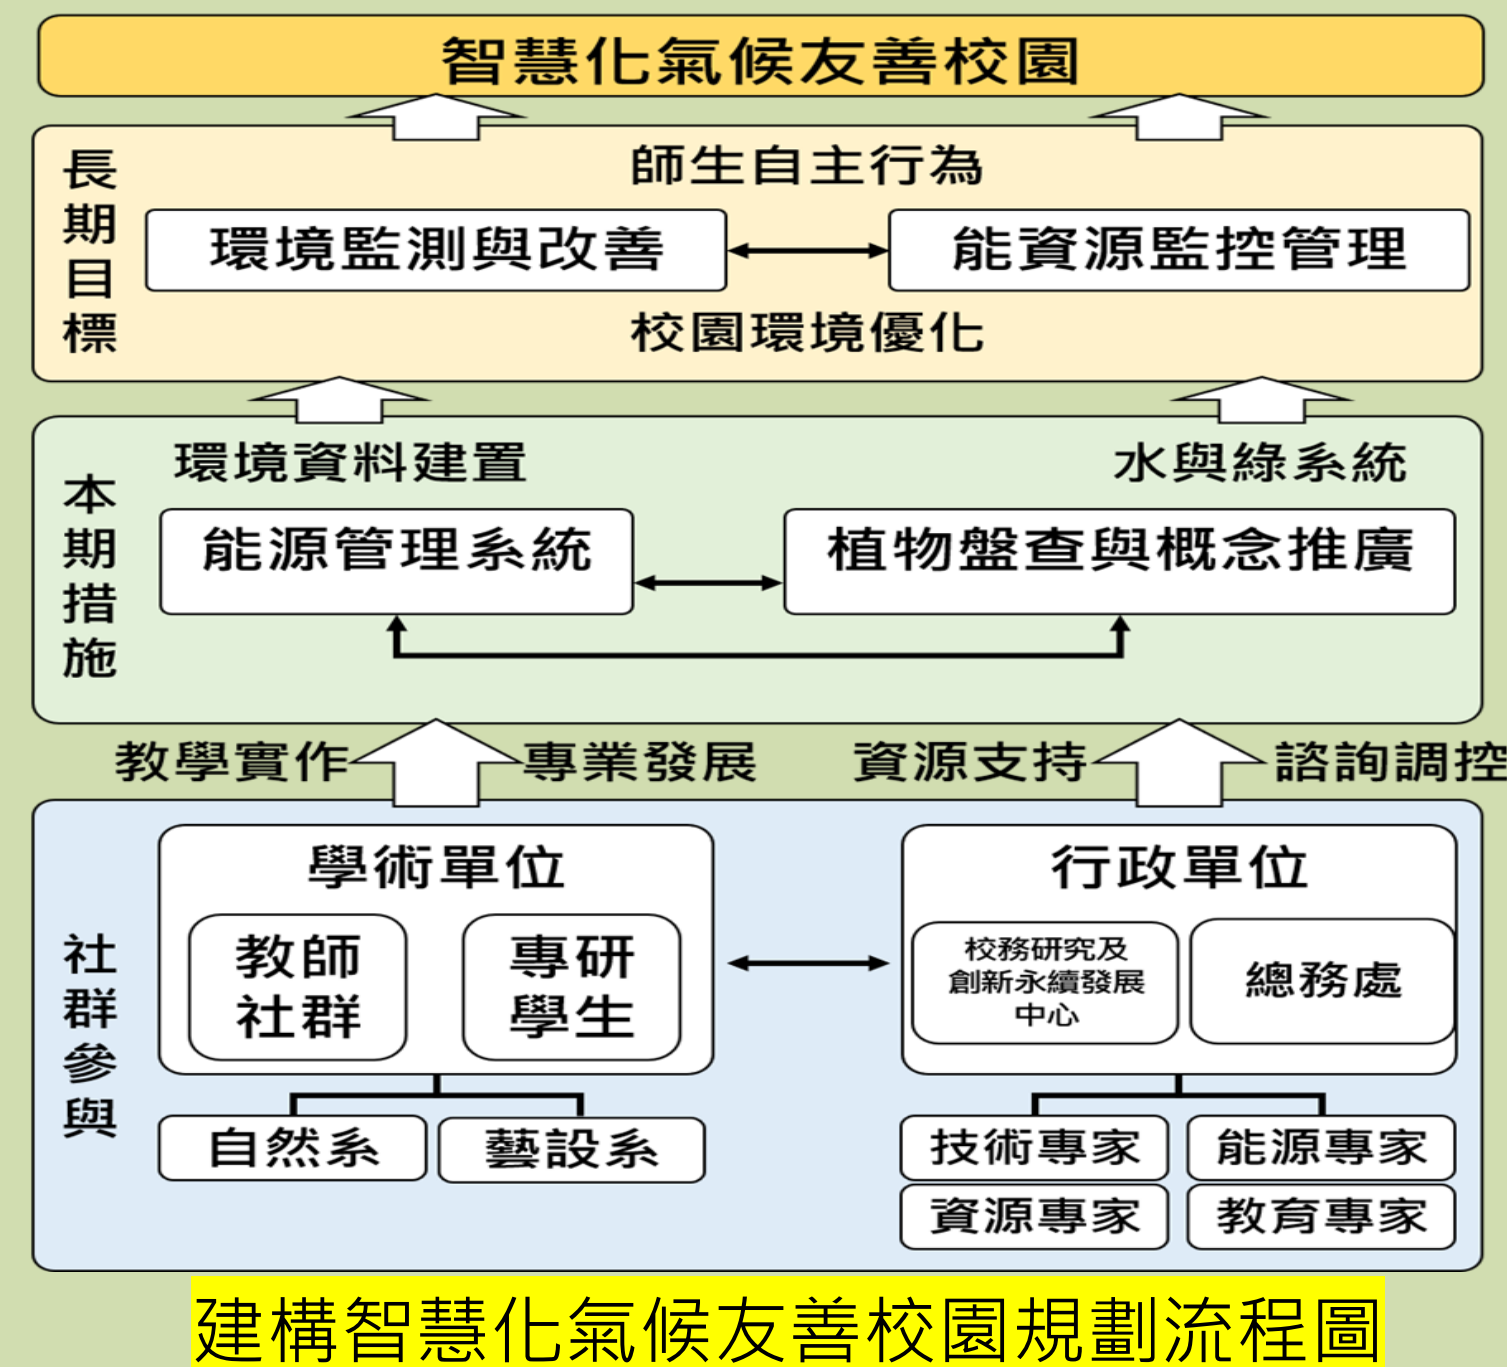 智慧化氣候友善校園
長期目標
師生自主行為
環境監測與改善
能資源監控管理
校園環境優化
本期措施
環境資料建置
水與綠系統
能源管理系統
植物盤查與概念推廣
教學實作
專業發展
資源支持
諮詢調控
社群參與
學術單位
教師
社群
專研
學生
自然系
藝設系
行政單位
校務研究及
創新永續發展
中心
總務處
技術專家
能源專家
資源專家
教育專家
建構智慧化氣候友善校園規劃流程圖